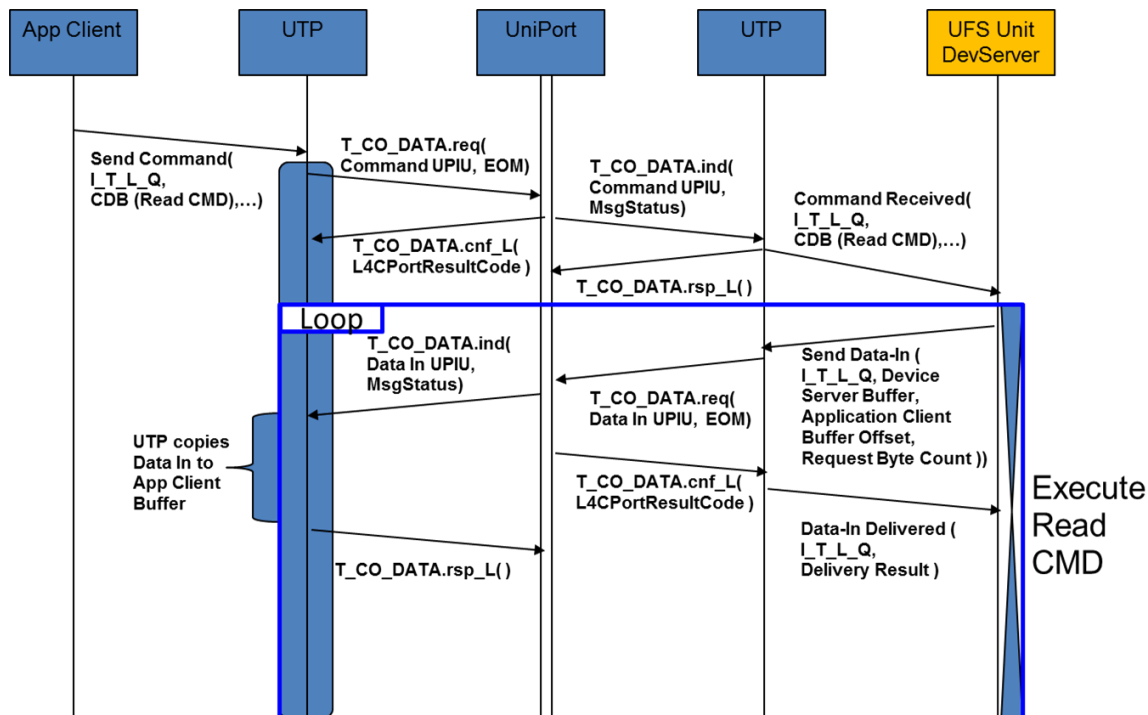 App Client
UTP
UniPort
UTP
UFS Unit
DevServer
Send Command(
I_T_L_Q,
CDB (Read CMD),…)
T_CO_DATA.req(
Command UPIU, EOM)
T_CO_DATA.ind(
Command UPIU,
MsgStatus)
Command Received(
I_T_L_Q,
CDB (Read CMD),…)
T_CO_DATA.cnf_L(
L4CPortResultCode )
T_CO_DATA.rsp_L( )
Loop
T_CO_DATA.ind(
Data In UPIU,
MsgStatus)
Send Data-In (
I_T_L_Q, Device
Server Buffer,
Application Client
Buffer Offset,
Request Byte Count ))
T_CO_DATA.req(
Data In UPIU, EOM)
UTP copies
Data In to
App Client
Buffer
T_CO_DATA.cnf_L(
L4CPortResultCode )
Execute
Read
CMD
Data-In Delivered (
I_T_L_Q,
Delivery Result )
T_CO_DATA.rsp_L( )